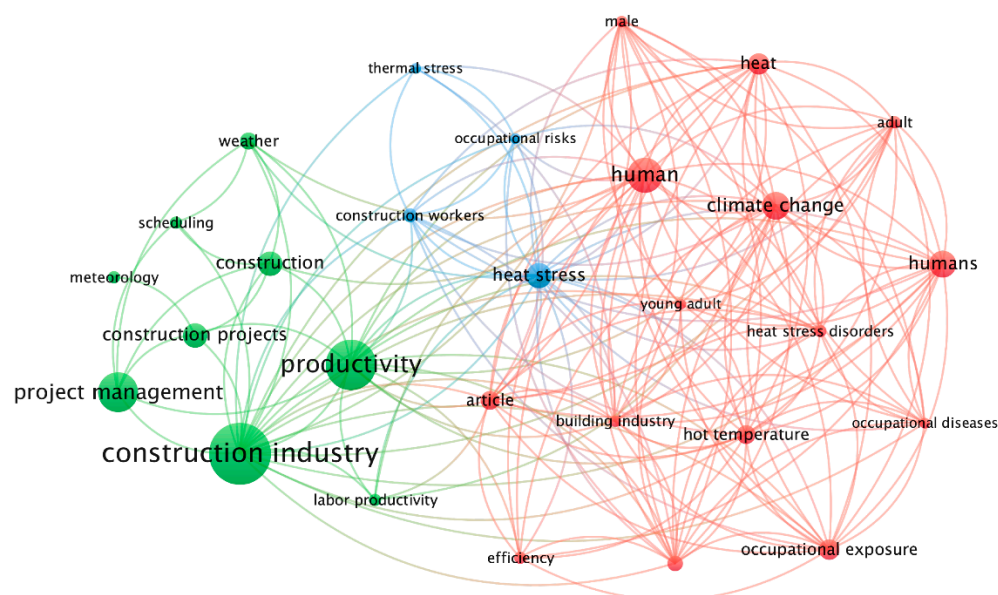 male
heat
thermal stress
adult
weather
occupational risks
human
climate change
construction workers
scheduling
construction
humans
meteorology
heat stress
young adult
construction projects
heat stress disorders
productivity
project management
article
building industry
occupational diseases
hot temperature
construction industry
labor productivity
efficiency
occupational exposure